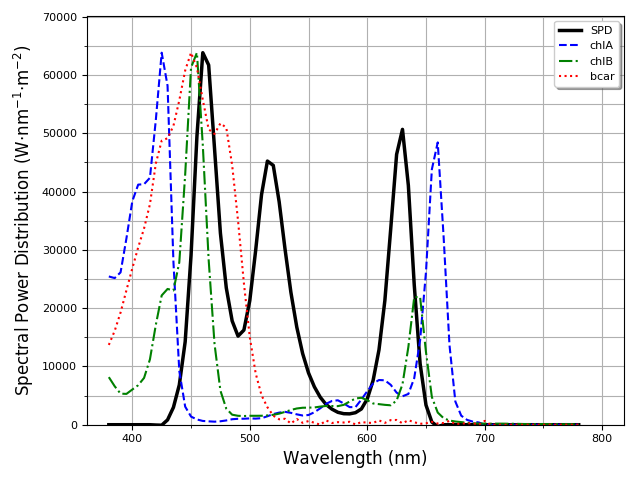 70000
60000
50000
40000
30000
20000
10000
0
Spectral Power Distribution (W·nm⁻¹·m⁻²)
SPD
chlA
chlB
bcar
400 500 600 700 800
Wavelength (nm)